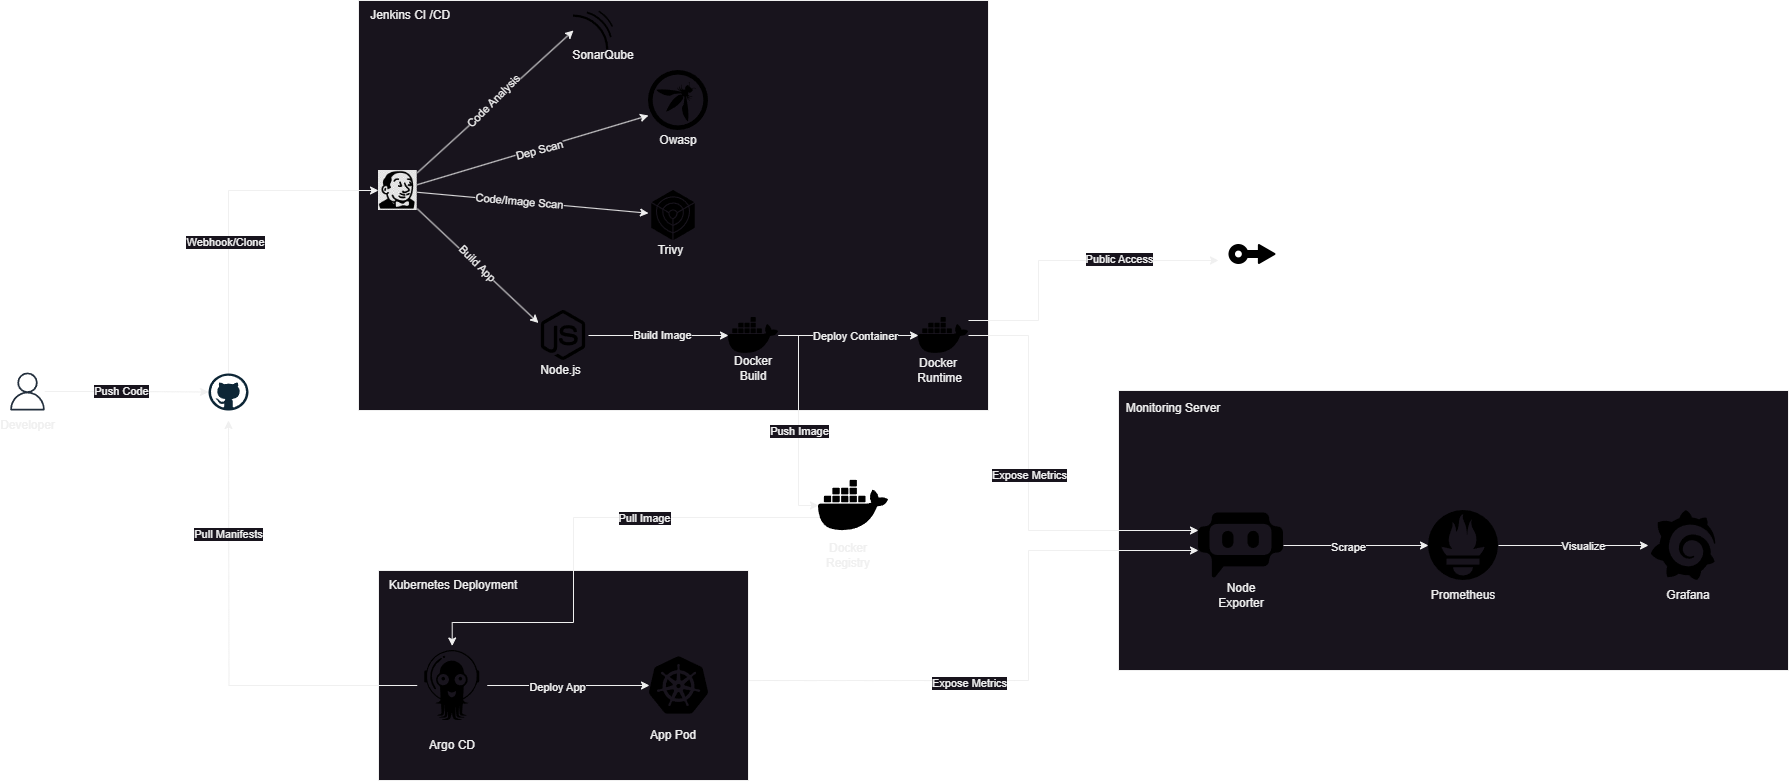 Jenkins CI /CD
SonarQube
Code Analysis
Owasp
Dep Scan
Code/Image Scan
Trivy
Webhook/Clone
Build App
Public Access
JS
Build Image
Deploy Container
Node.js
Docker
Build
Docker
Runtime
Push Code
Developer
Monitoring Server
Push Image
Expose Metrics
Pull Image
Pull Manifests
Docker
Registry
Scrape
Visualize
Kubernetes Deployment
Node
Exporter
Prometheus
Grafana
Deploy App
Expose Metrics
Argo CD
App Pod